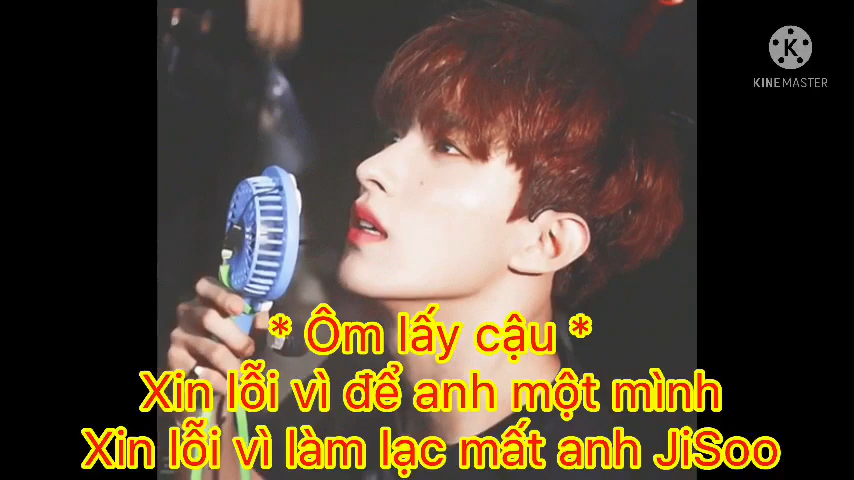 KINEMASTER
* Ôm lấy cậu *
Xin lỗi vì để anh một mình
Xin lỗi vì làm lạc mất anh JiSoo